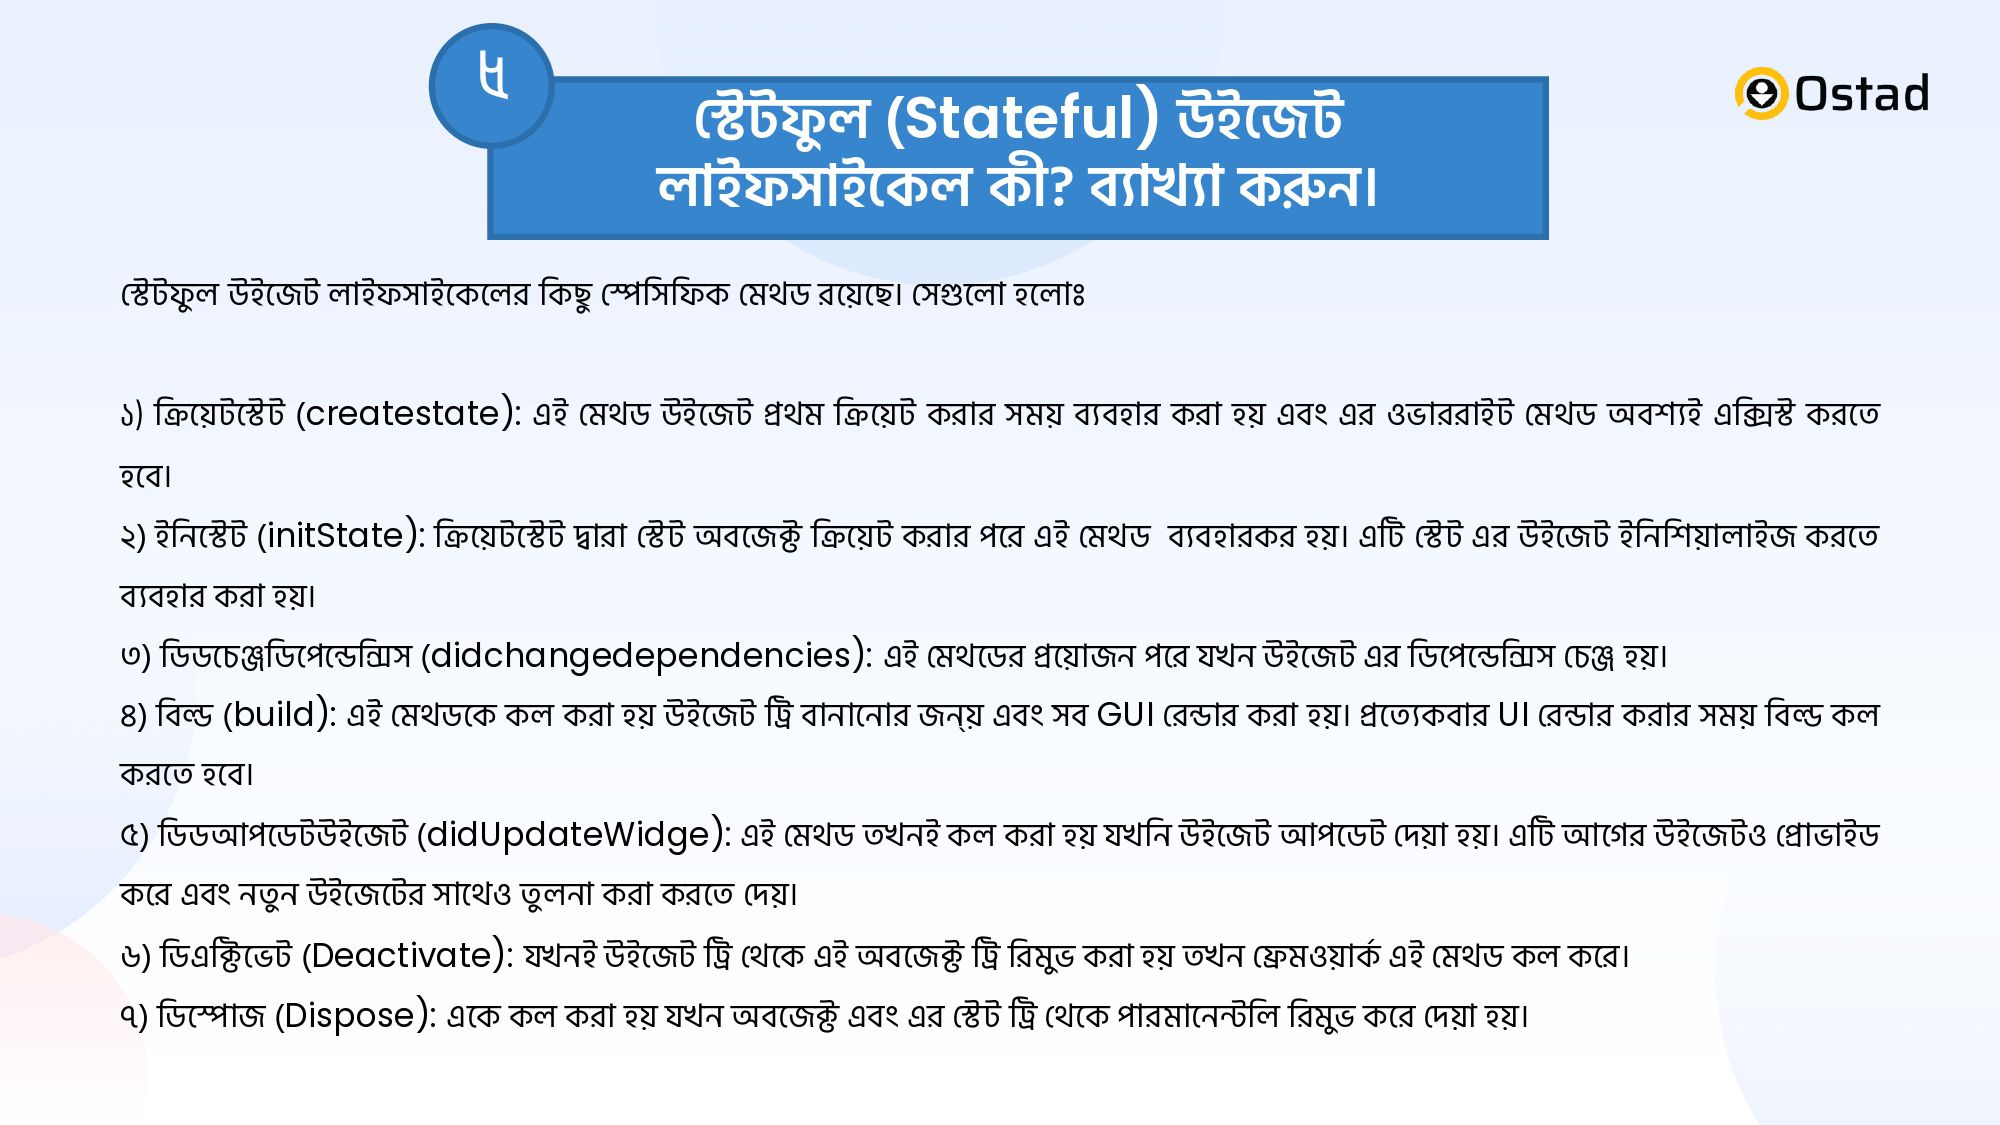 ৫
Ostad
স্টেটফুল (Stateful) উইজেট
লাইফসাইকেল কী? ব্যাখ্যা করুন।
স্টেটফুল উইজেট লাইফসাইকেলের কিছু স্পেসিফিক মেথড রয়েছে। সেগুলো হলোঃ
১) ক্রিয়েটস্টেট (createstate): এই মেথড উইজেট প্রথম ক্রিয়েট করার সময় ব্যবহার করা হয় এবং এর ওভাররাইট মেথড অবশ্যই এক্সিস্ট করতে
হবে।
২) ইনিস্টেট (initState): ক্রিয়েটস্টেট দ্বারা স্টেট অবজেক্ট ক্রিয়েট করার পরে এই মেথড ব্যবহারকর হয়। এটি স্টেট এর উইজেট ইনিশিয়ালাইজ করতে
ব্যবহার করা হয়।
৩) ডিডচেঞ্জডিপেন্ডেন্সিস (didchangedependencies): এই মেথডের প্রয়োজন পরে যখন উইজেট এর ডিপেন্ডেন্সিস চেঞ্জ হয়।
৪) বিল্ড (build): এই মেথডকে কল করা হয় উইজেট ট্রি বানানোর জন্য় এবং সব GUI রেন্ডার করা হয়। প্রত্যেকবার UI রেন্ডার করার সময় বিল্ড কল
করতে হবে।
৫) ডিডআপডেটউইজেট (didUpdateWidge): এই মেথড তখনই কল করা হয় যখনি উইজেট আপডেট দেয়া হয়। এটি আগের উইজেটও প্রোভাইড
করে এবং নতুন উইজেটের সাথেও তুলনা করা করতে দেয়।
৬) ডিএক্টিভেট (Deactivate): যখনই উইজেট ট্রি থেকে এই অবজেক্ট ট্রি রিমুভ করা হয় তখন ফ্রেমওয়ার্ক এই মেথড কল করে।
৭) ডিস্পোজ (Dispose): একে কল করা হয় যখন অবজেক্ট এবং এর স্টেট ট্রি থেকে পারমানেন্টলি রিমুভ করে দেয়া হয়।